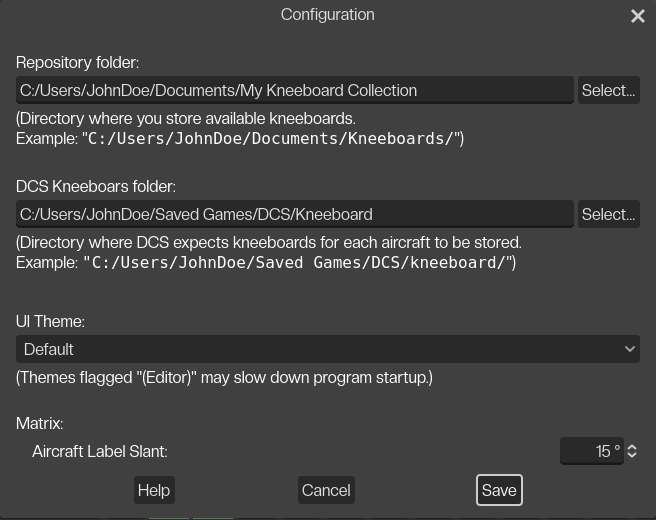 Configuration
Repository folder:
C:/Users/JohnDoe/Documents/My Kneeboard Collection
Select...
(Directory where you store available kneeboards.
Example: "C:/Users/JohnDoe/Documents/Kneeboards/")
DCS Kneeboars folder:
C:/Users/JohnDoe/Saved Games/DCS/Kneeboard
Select...
(Directory where DCS expects kneeboards for each aircraft to be stored.
Example: "C:/Users/JohnDoe/Saved Games/DCS/kneeboard/")
UI Theme:
Default
(Themes flagged "(Editor)" may slow down program startup.)
Matrix:
Aircraft Label Slant:
15 °
Help
Cancel
Save